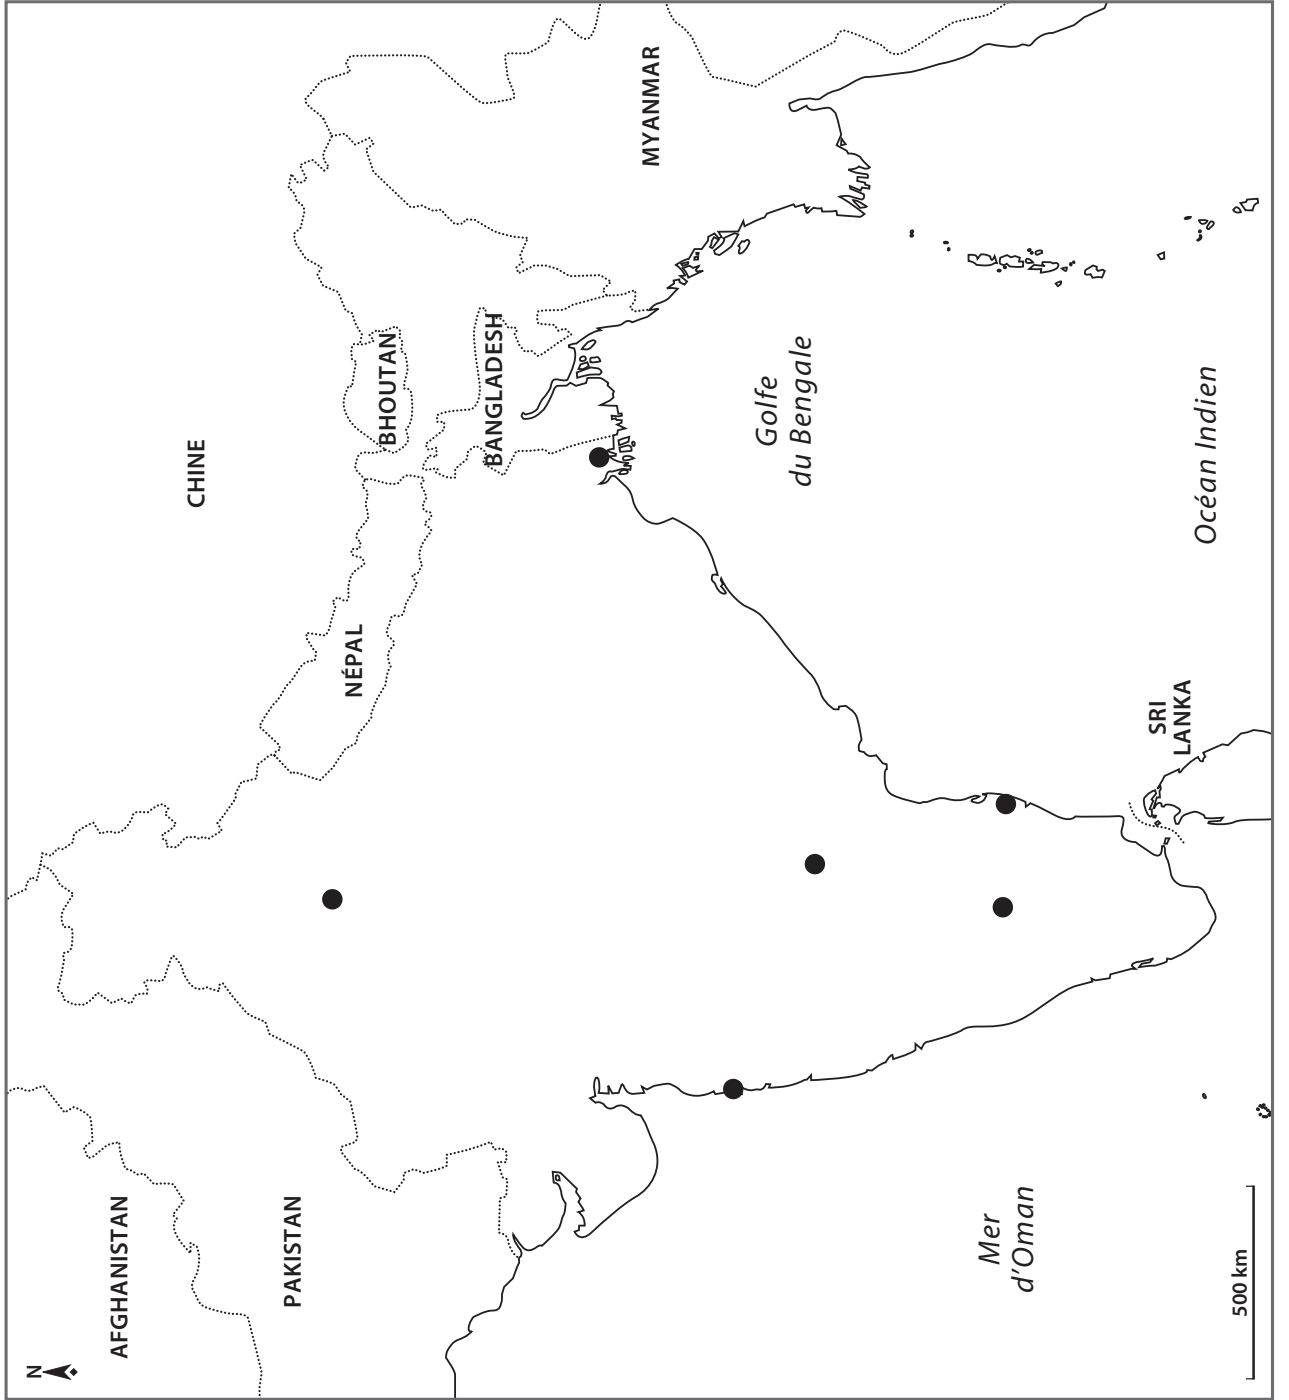 N
AFGHANISTAN
PAKISTAN
CHINE
NÉPAL
BHOUTAN
BANGLADESH
MYANMAR
Golfe
du Bengale
Mer
d'Oman
SRI
LANKA
Océan Indien
500 km